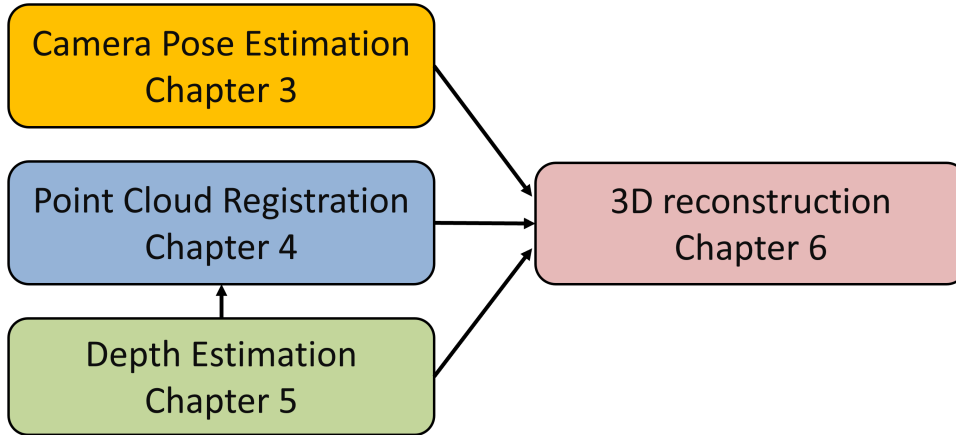 Camera Pose Estimation
Chapter 3
Point Cloud Registration
Chapter 4
Depth Estimation
Chapter 5
3D reconstruction
Chapter 6